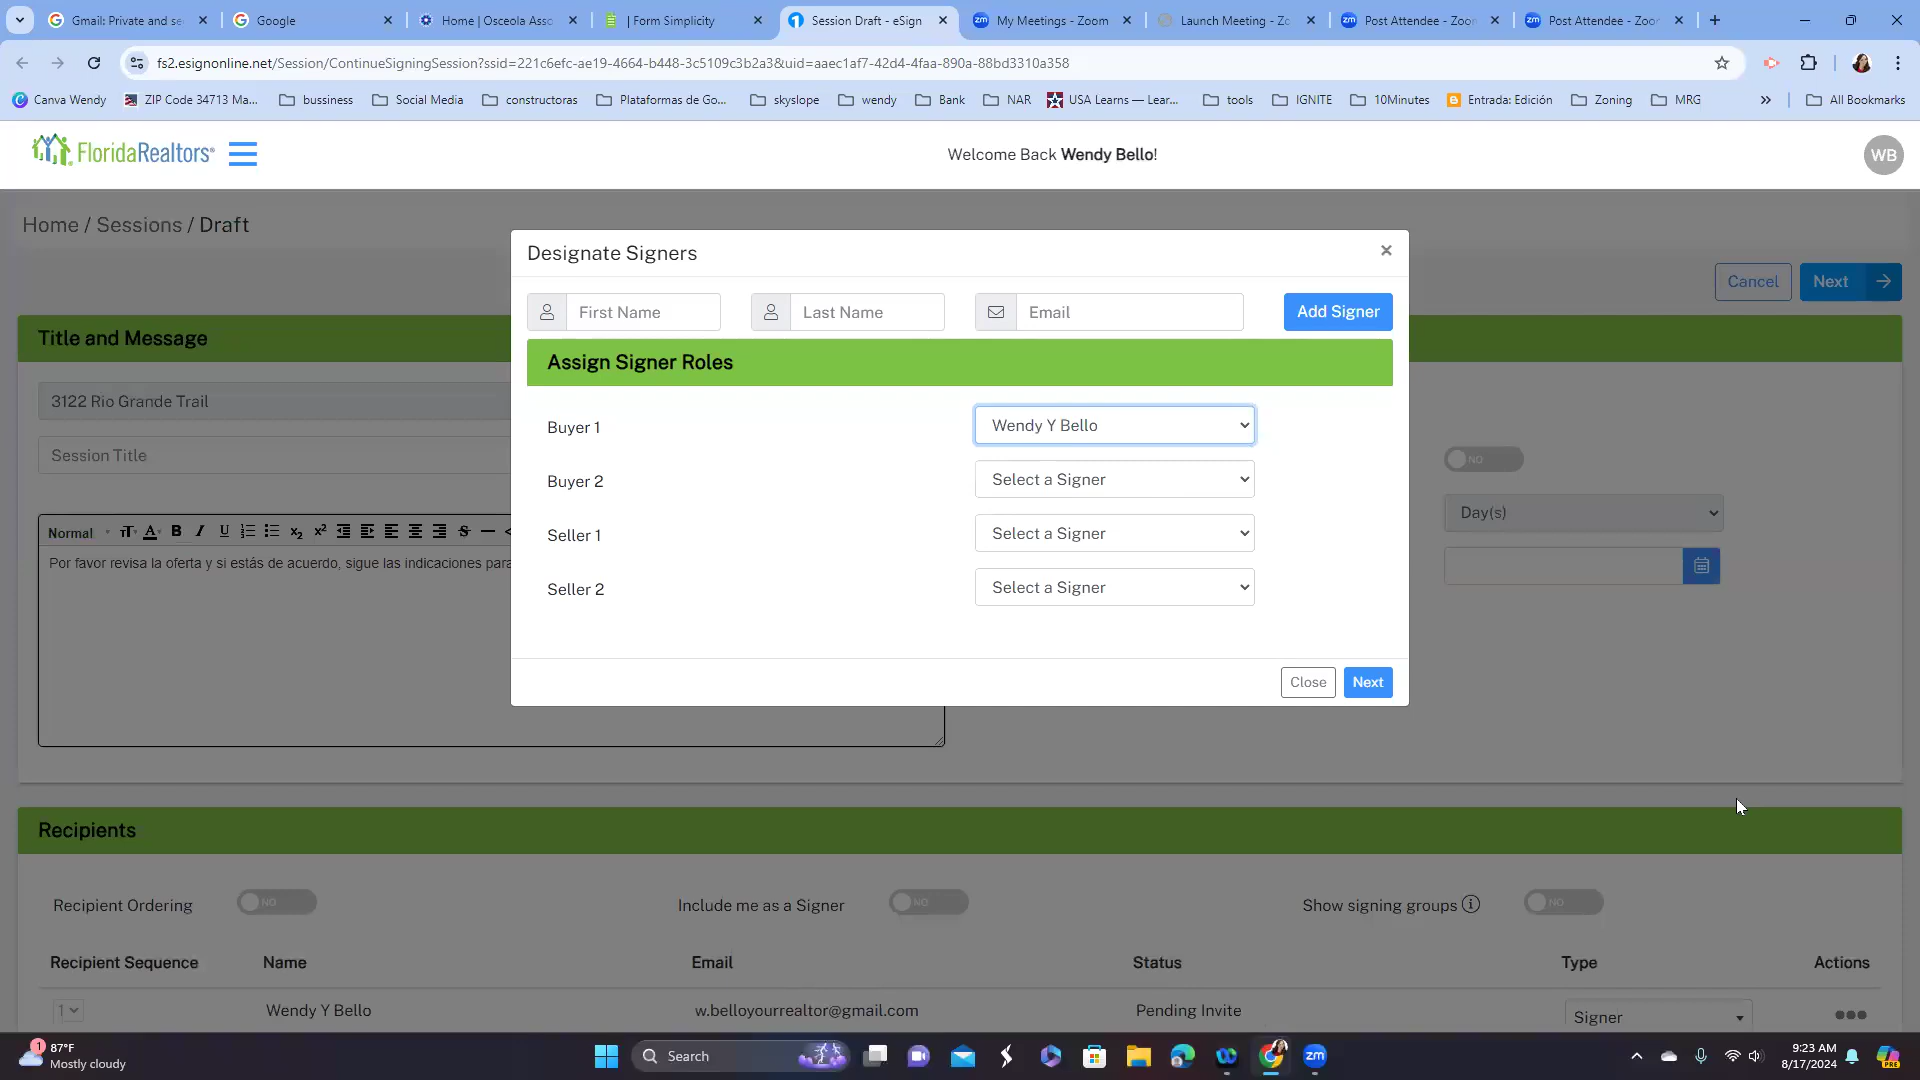 Gmail: Private and se
Google
Home | Osceola Asso
| Form Simplicity
Session Draft - eSign
My Meetings - Zoom
Launch Meeting - Zo
Post Attendee - Zoo
Post Attendee - Zoo
fs2.esignonline.net/Session/ContinueSigningSession?ssid=221c6efc-ae19-4664-b448-3c5109c3b2a3&uid=aaec1af7-42d4-4faa-890a-88bd3310a358
Canva Wendy
ZIP Code 34713 Ma...
bussiness
Social Media
constructoras
Plataformas de Go...
skyslope
wendy
Bank
NAR
USA Learns — Lear...
tools
IGNITE
10Minutes
Entrada: Edición
Zoning
MRG
All Bookmarks
FloridaRealtors®
Welcome Back Wendy Bello!
WB
Home / Sessions / Draft
Cancel
Next
Title and Message
3122 Rio Grande Trail
Session Title
Normal
Por favor revisa la oferta y si estás de acuerdo, sigue las indicaciones para
NO
Day(s)
Designate Signers
First Name
Last Name
Email
Add Signer
Assign Signer Roles
Buyer 1
Wendy Y Bello
Buyer 2
Select a Signer
Seller 1
Select a Signer
Seller 2
Select a Signer
Close
Next
Recipients
Recipient Ordering
NO
Include me as a Signer
NO
Show signing groups
NO
Recipient Sequence
Name
Email
Status
Type
Actions
1
Wendy Y Bello
w.belloyourrealtor@gmail.com
Pending Invite
Signer
1
87°F
Mostly cloudy
Search
zm
9:23 AM
8/17/2024
PRE